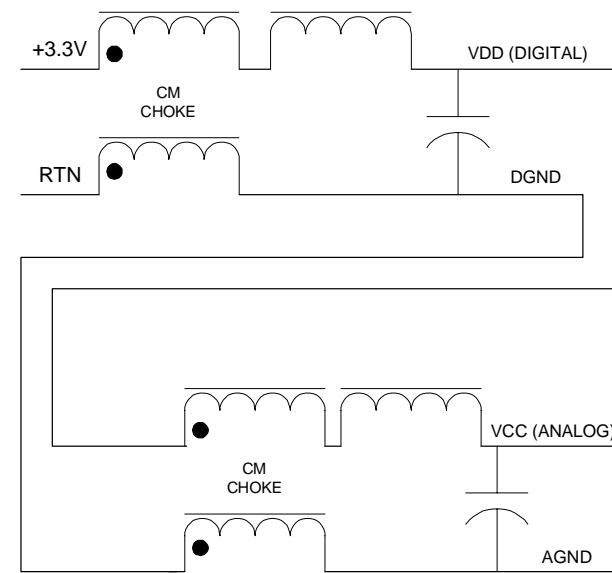 +3.3V
VDD (DIGITAL)
CM
CHOKE
RTN
DGND
VCC (ANALOG)
CM
CHOKE
AGND